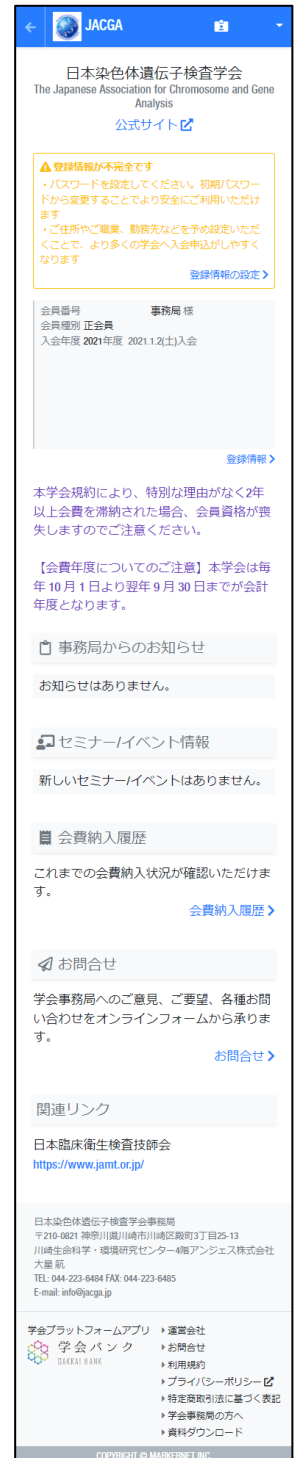 JACGA
日本染色体遺伝子検査学会
The Japanese Association for Chromosome and Gene
Analysis
公式サイト
登録情報が不完全です
・パスワードを設定してください。初期パスワー
ドから変更することでより安全にご利用いただけ
ます
・ご住所やご職業、勤務先などを予め設定いただ
くことで、より多くの学会へ入会申込がしやすく
なります
登録情報の設定
会員番号 事務局 様
会員種別 正会員
入会年度 2021年度 2021.1.2(土)入会
登録情報
本学会規約により、特別な理由がなく2年
以上会費を滞納された場合、会員資格が喪
失しますのでご注意ください。
【会費年度についてのご注意】本学会は毎
年 10 月 1 日より翌年 9 月 30 日までが会計
年度となります。
事務局からのお知らせ
お知らせはありません。
セミナー/イベント情報
新しいセミナー/イベントはありません。
会費納入履歴
これまでの会費納入状況が確認いただけま
す。
会費納入履歴
お問合せ
学会事務局へのご意見、ご要望、各種お問
い合わせをオンラインフォームから承りま
す。
お問合せ
関連リンク
日本臨床衛生検査技師会
https://www.jamt.or.jp/
日本染色体遺伝子検査学会事務局
〒210-0821 神奈川県川崎市川崎区殿町3丁目25-13
川崎生命科学・環境研究センター4階アンジェス株式会社
大星 航
TEL: 044-223-6484 FAX: 044-223-6485
E-mail: info@jacga.jp
学会プラットフォームアプリ
学会バンク
GAKKAI BANK
運営会社
お問合せ
利用規約
プライバシーポリシー
特定商取引法に基づく表記
学会事務局の方へ
資料ダウンロード
COPYRIGHT © MARKERNET INC.